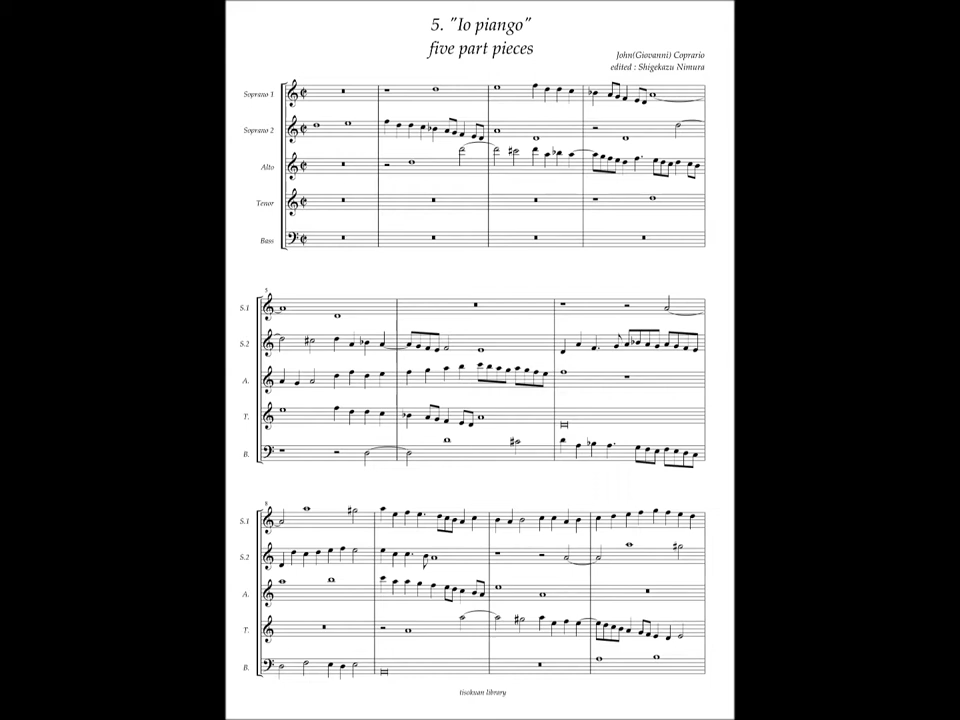 5. "Io piango"
five part pieces
John(Giovanni) Coprario
edited : Shigekazu Nimura
Soprano 1
Soprano 2
Alto
Tenor
Bass
5
S.1
S.2
A.
T.
B.
8
S.1
S.2
A.
T.
B.
tisokuan library